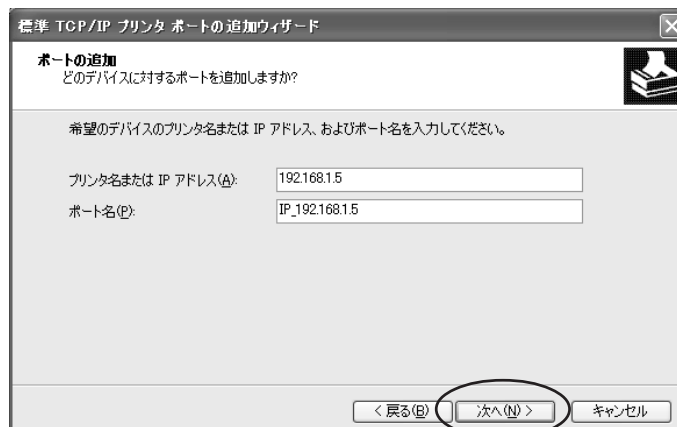 標準 TCP/IP プリンタ ポートの追加ウィザード
ポートの追加
どのデバイスに対するポートを追加しますか?
希望のデバイスのプリンタ名または IP アドレス、およびポート名を入力してください。
プリンタ名または IP アドレス(A): 192.168.1.5
ポート名(P): IP_192.168.1.5
< 戻る(B) 次へ(N) > キャンセル